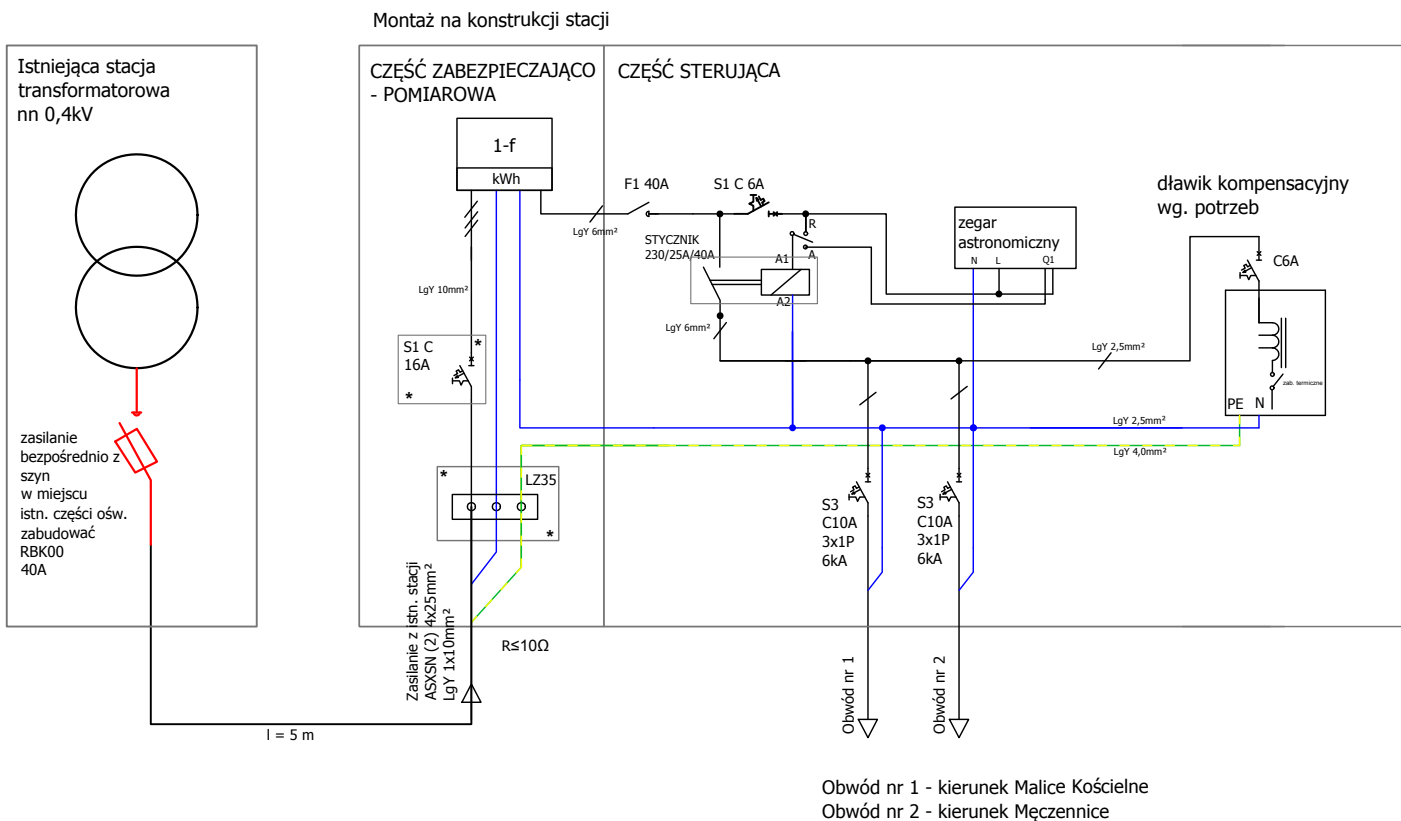 Montaż na konstrukcji stacji
Istniejąca stacja
transformatorowa
nn 0,4kV
zasilanie
bezpośrednio z
szyn
w miejscu
istn. części ośw.
zabudować
RBK00
40A
l = 5 m
CZĘŚĆ ZABEZPIECZAJĄCO
- POMIAROWA
1-f
kWh
LgY 10mm²
S1 C
16A
*
*
*
LZ35
*
Zasilanie z istn. stacji
ASXSN (2) 4x25mm²
LgY 1x10mm²
R≤10Ω
CZĘŚĆ STERUJĄCA
F1 40A
S1 C 6A
LgY 6mm²
STYCZNIK
230/25A/40A
R
A
A1
A2
LgY 6mm²
zegar
astronomiczny
N L Q1
dławik kompensacyjny
wg. potrzeb
C6A
LgY 2,5mm²
zab. termiczne
PE N
LgY 2,5mm²
LgY 4,0mm²
S3
C10A
3x1P
6kA
S3
C10A
3x1P
6kA
Obwód nr 1
Obwód nr 2
Obwód nr 1 - kierunek Malice Kościelne
Obwód nr 2 - kierunek Męczennice